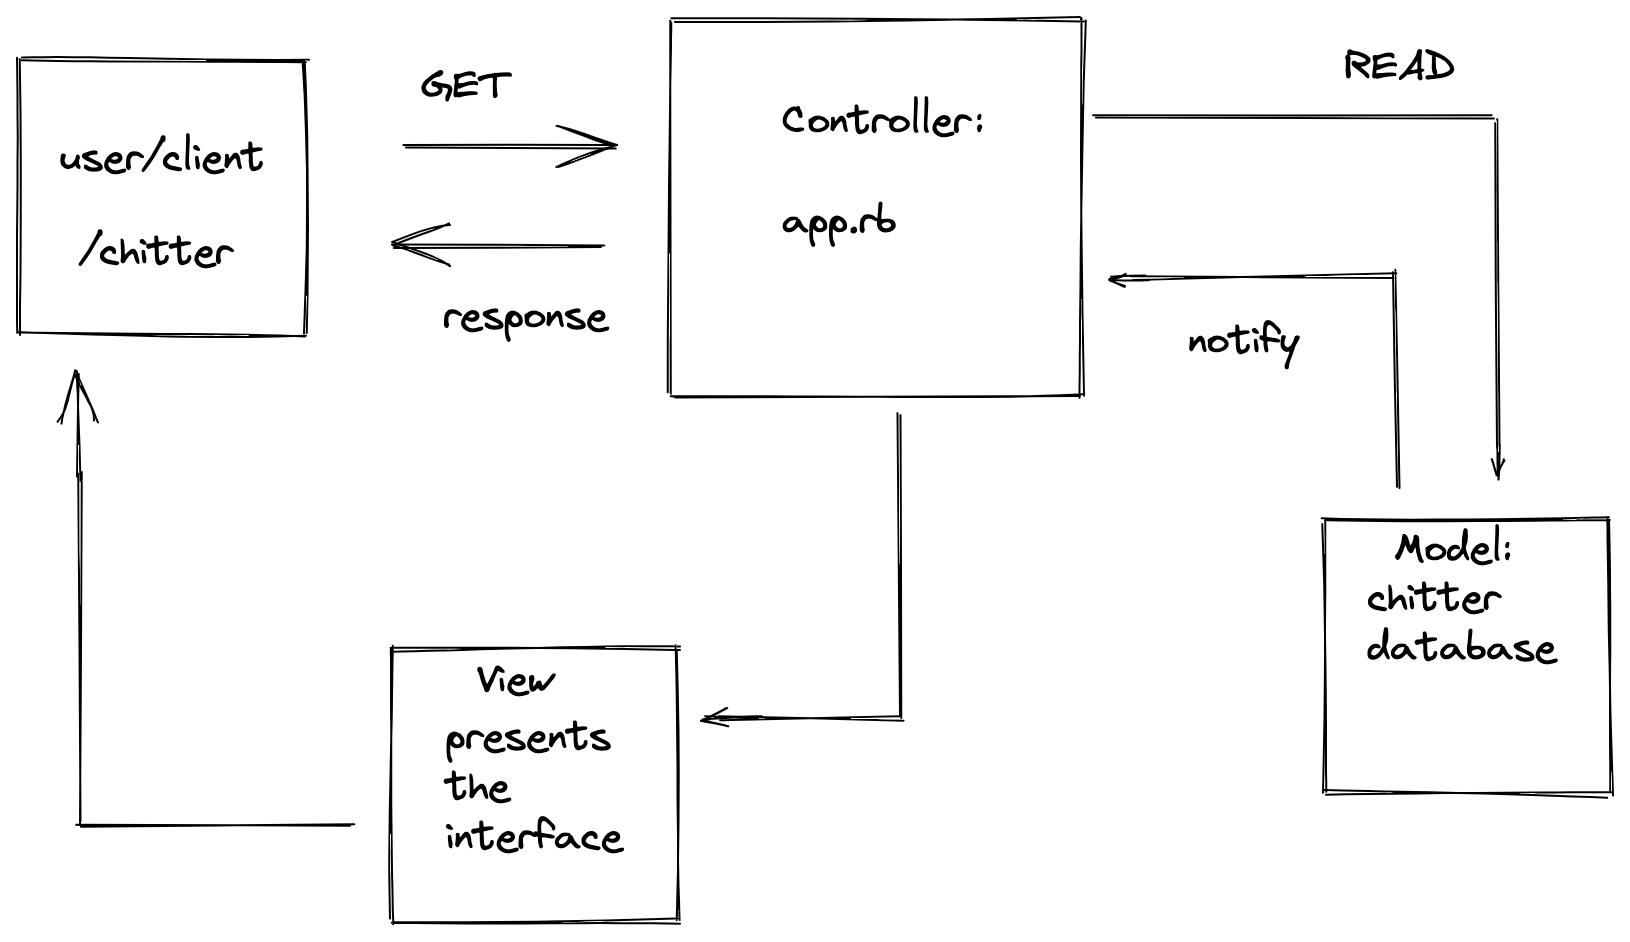 user/client
/chitter
GET
response
Controller:
app.rb
READ
notify
Model:
chitter
database
View
presents
the
interface